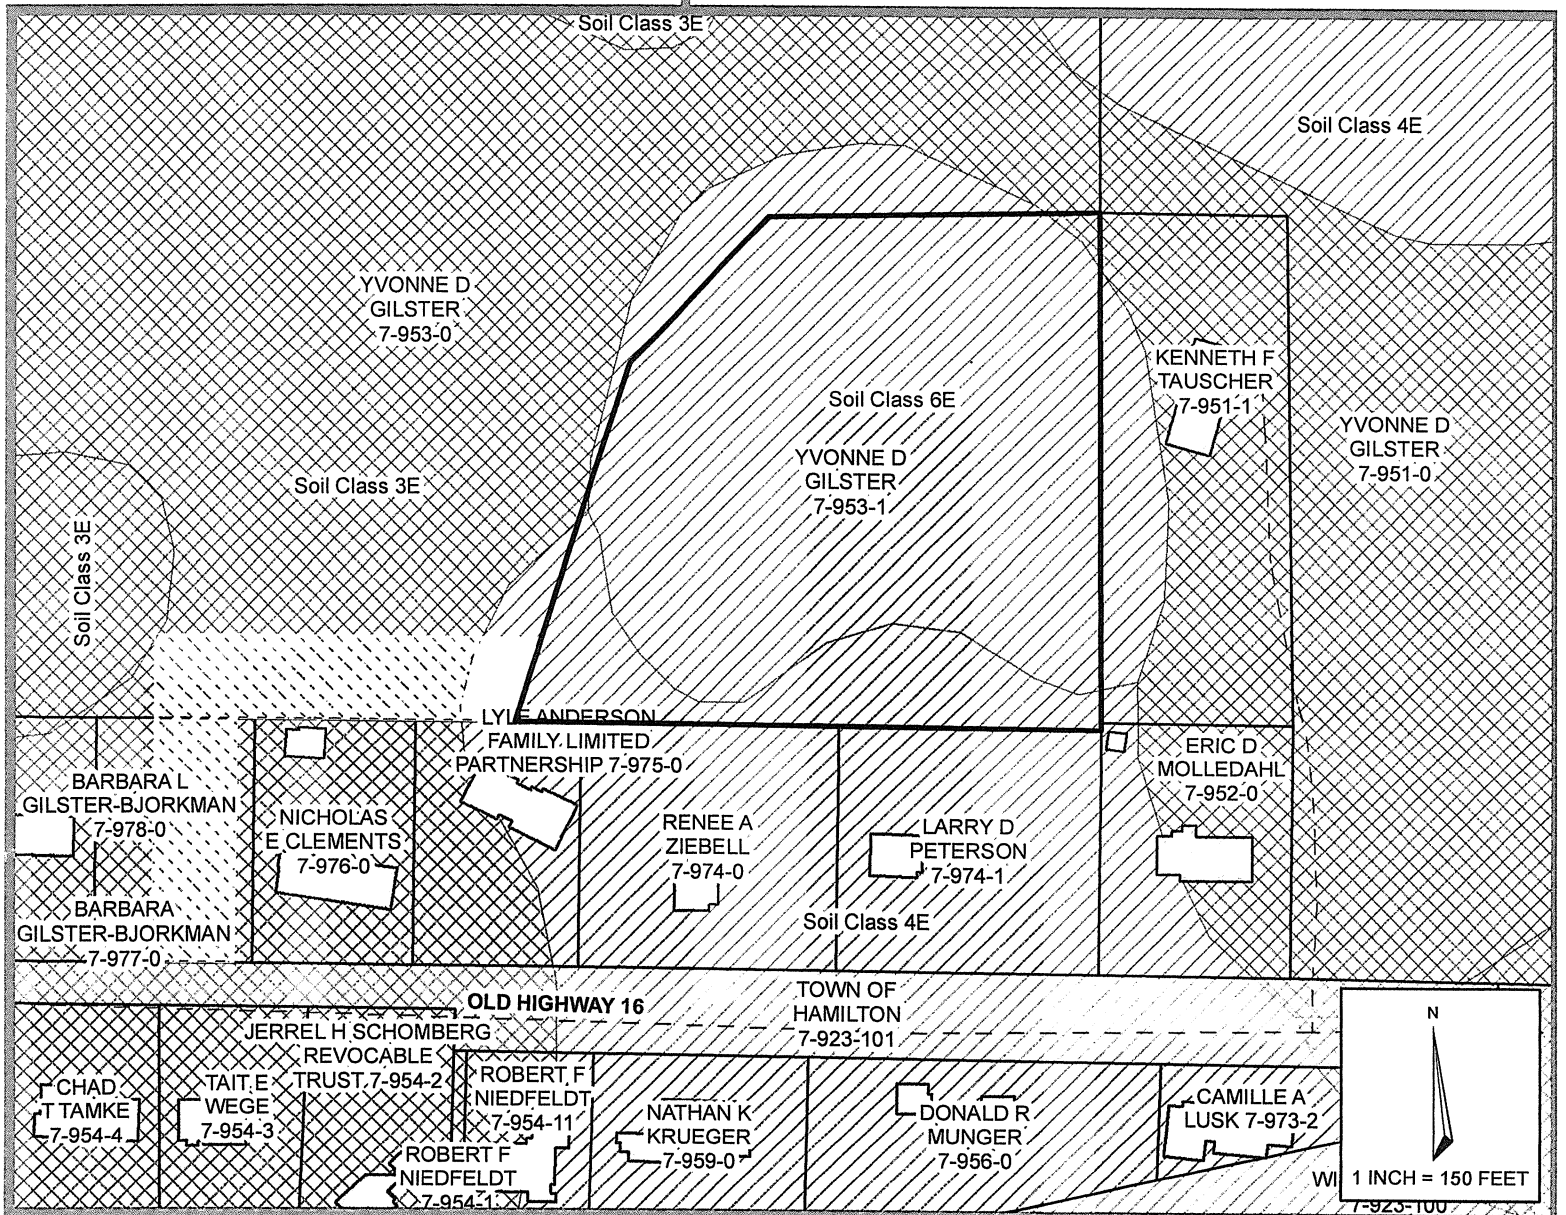 Soil Class 3E
Soil Class 4E
YVONNE D
GILSTER
7-953-0
KENNETH F
TAUSCHER
7-951-1
Soil Class 6E
YVONNE D
GILSTER
7-951-0
YVONNE D
GILSTER
7-953-1
Soil Class 3E
Soil Class 3E
LYLE ANDERSON
FAMILY LIMITED
PARTNERSHIP 7-975-0
ERIC D
MOLLEDAHL
7-952-0
BARBARA L
GILSTER-BJORKMAN
7-978-0
NICHOLAS
E CLEMENTS
7-976-0
RENEE A
ZIEBELL
7-974-0
LARRY D
PETERSON
7-974-1
BARBARA
GILSTER-BJORKMAN
7-977-0
Soil Class 4E
OLD HIGHWAY 16
TOWN OF
HAMILTON
7-923-101
JERREL H SCHOMBERG
REVOCABLE
TRUST 7-954-2
CHAD
T TAMKE
7-954-4
TAIT E
WEGE
7-954-3
ROBERT F
NIEDFELDT
7-954-11
NATHAN K
KRUEGER
7-959-0
DONALD R
MUNGER
7-956-0
CAMILLE A
LUSK 7-973-2
ROBERT F
NIEDFELDT
7-954-1
N
1 INCH = 150 FEET
WI
7-923-100